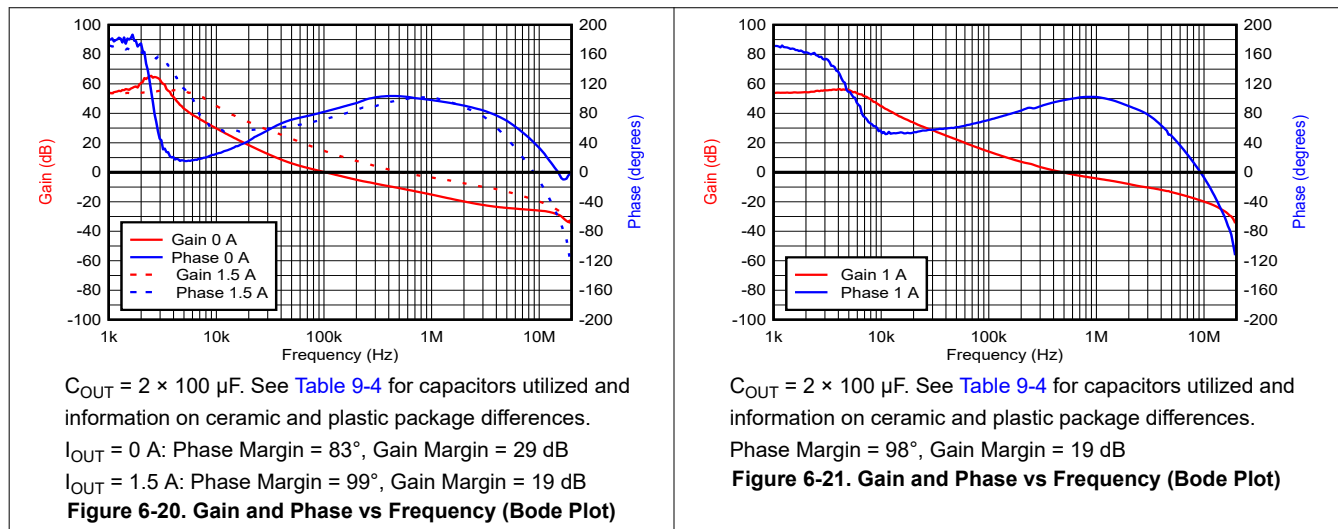 100
80
60
40
20
0
-20
-40
-60
-80
-100
Gain (dB)
200
160
120
80
40
0
-40
-80
-120
-160
-200
Phase (degrees)
Gain 0 A
Phase 0 A
Gain 1.5 A
Phase 1.5 A
1k 10k 100k 1M 10M
Frequency (Hz)
C_OUT = 2 × 100 µF. See Table 9-4 for capacitors utilized and
information on ceramic and plastic package differences.
I_OUT = 0 A: Phase Margin = 83°, Gain Margin = 29 dB
I_OUT = 1.5 A: Phase Margin = 99°, Gain Margin = 19 dB
Figure 6-20. Gain and Phase vs Frequency (Bode Plot)
100
80
60
40
20
0
-20
-40
-60
-80
-100
Gain (dB)
200
160
120
80
40
0
-40
-80
-120
-160
-200
Phase (degrees)
Gain 1 A
Phase 1 A
1k 10k 100k 1M 10M
Frequency (Hz)
C_OUT = 2 × 100 µF. See Table 9-4 for capacitors utilized and
information on ceramic and plastic package differences.
Phase Margin = 98°, Gain Margin = 19 dB
Figure 6-21. Gain and Phase vs Frequency (Bode Plot)